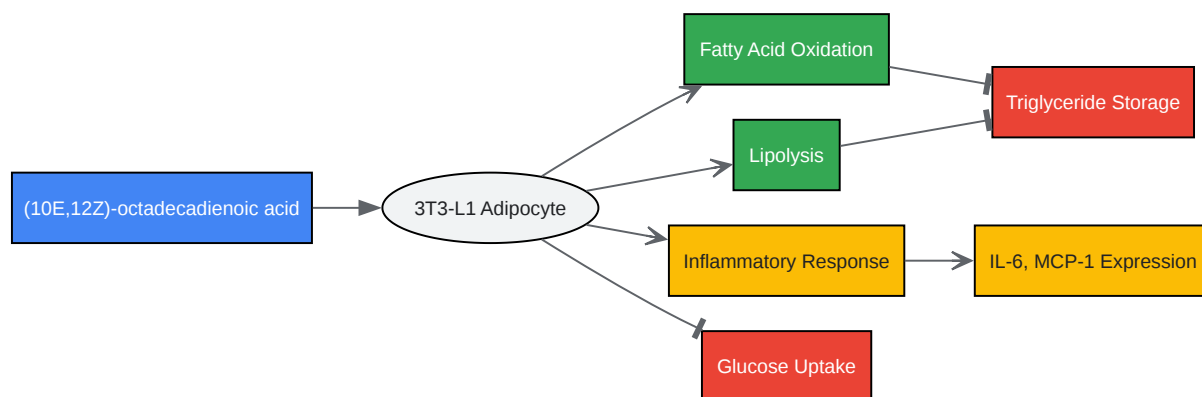 Fatty Acid Oxidation
Triglyceride Storage
Lipolysis
(10E,12Z)-octadecadienoic acid
3T3-L1 Adipocyte
Inflammatory Response
IL-6, MCP-1 Expression
Glucose Uptake